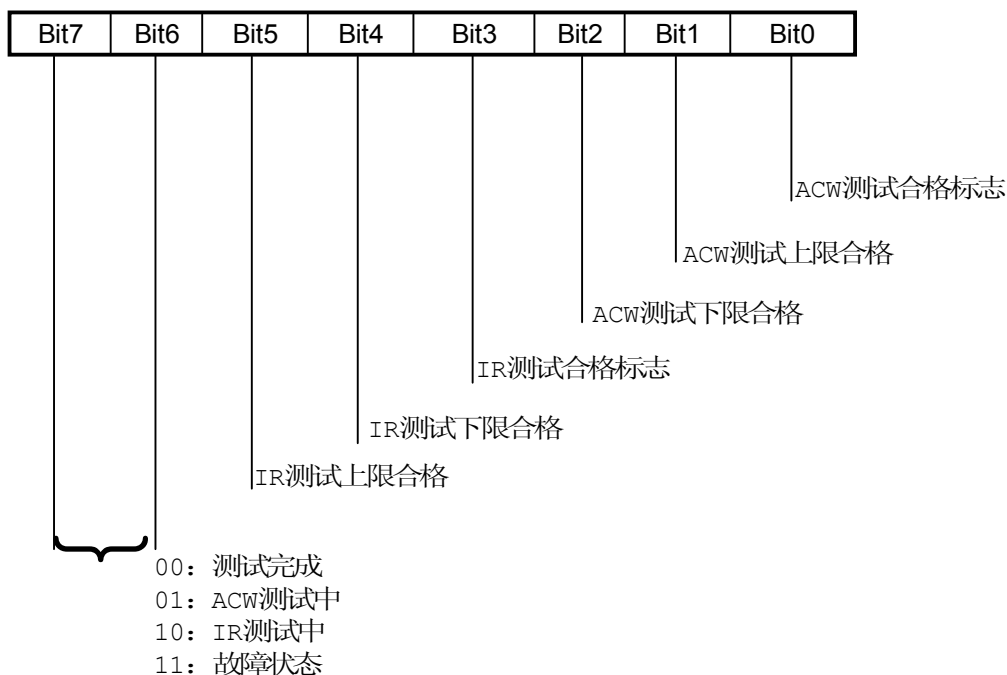 Bit7 Bit6 Bit5 Bit4 Bit3 Bit2 Bit1 Bit0
ACW测试合格标志
ACW测试上限合格
ACW测试下限合格
IR测试合格标志
IR测试下限合格
IR测试上限合格
00：测试完成
01：ACW测试中
10：IR测试中
11：故障状态